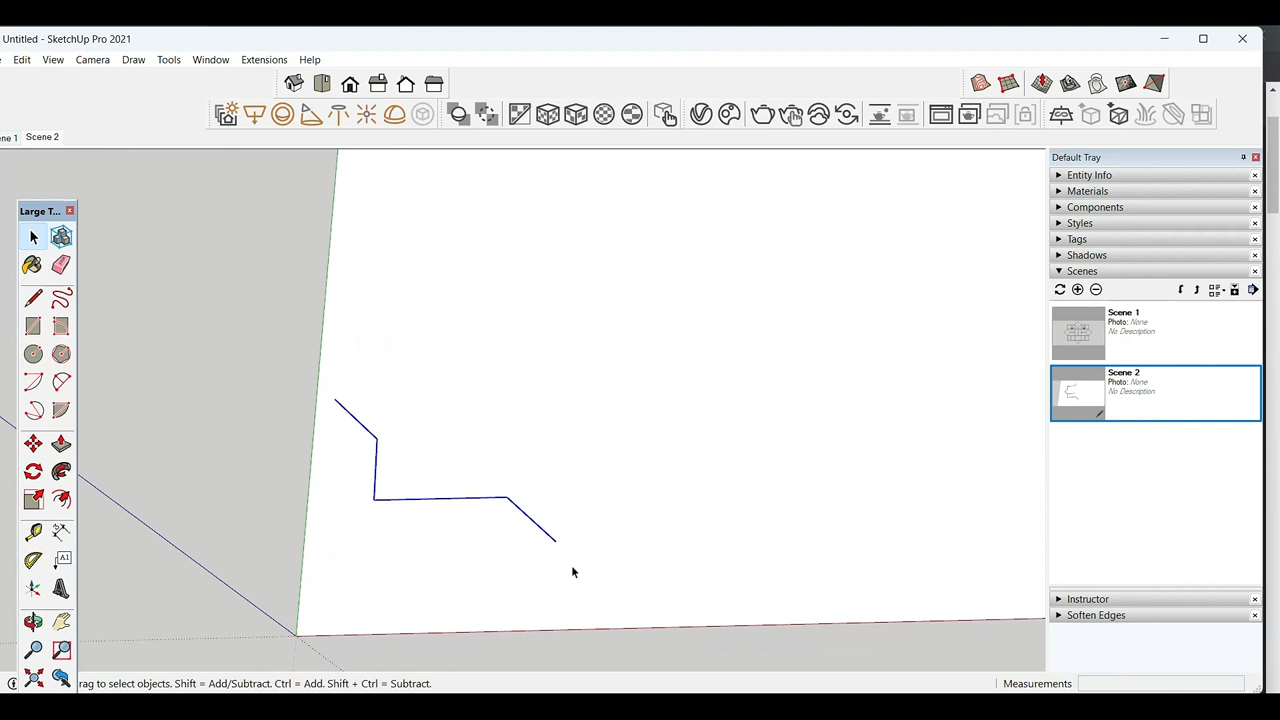 Untitled - SketchUp Pro 2021
Edit View Camera Draw Tools Window Extensions Help
ene 1 Scene 2
Default Tray
Entity Info
Materials
Components
Styles
Tags
Shadows
Scenes
Scene 1
Photo: None
No Description
Scene 2
Photo: None
No Description
Instructor
Soften Edges
Large T...
A1
rag to select objects. Shift = Add/Subtract. Ctrl = Add. Shift + Ctrl = Subtract.
Measurements